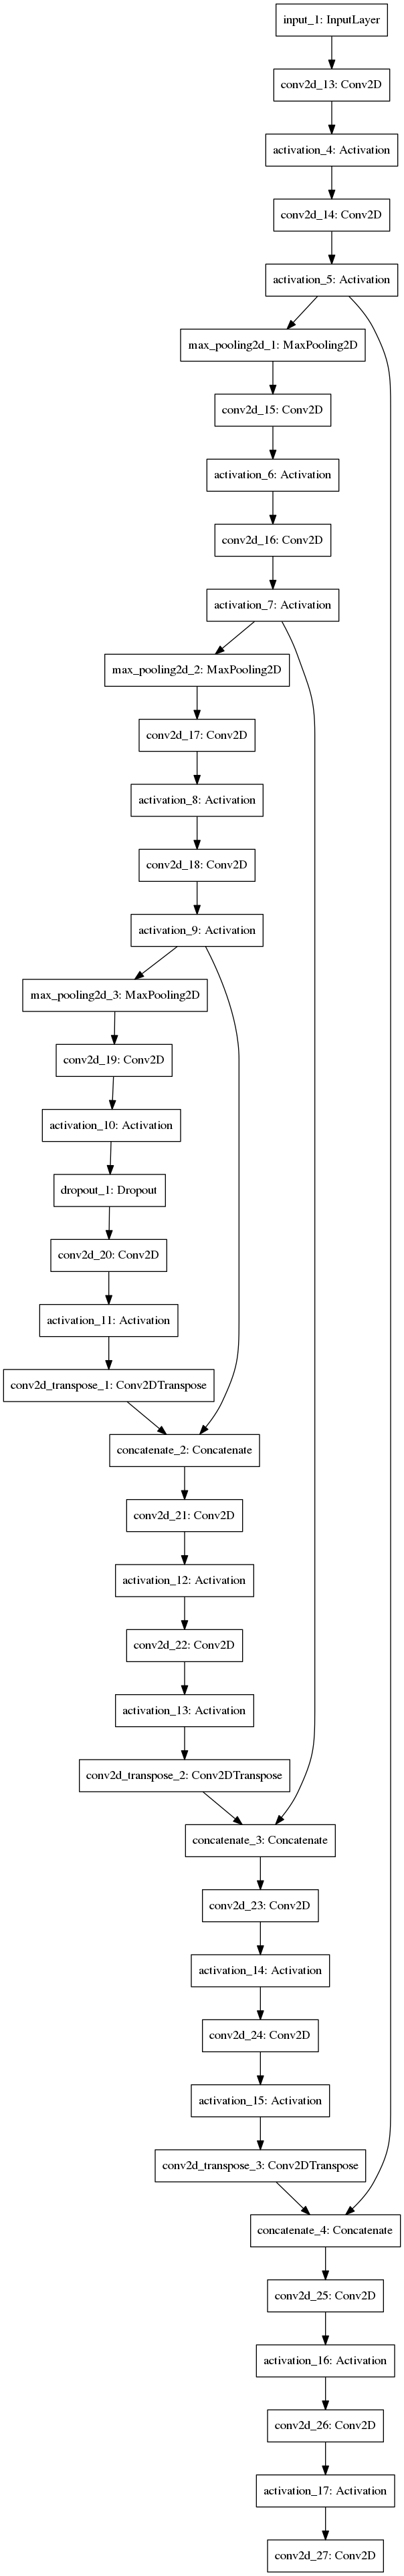 input_1: InputLayer
conv2d_13: Conv2D
activation_4: Activation
conv2d_14: Conv2D
activation_5: Activation
max_pooling2d_1: MaxPooling2D
conv2d_15: Conv2D
activation_6: Activation
conv2d_16: Conv2D
activation_7: Activation
max_pooling2d_2: MaxPooling2D
conv2d_17: Conv2D
activation_8: Activation
conv2d_18: Conv2D
activation_9: Activation
max_pooling2d_3: MaxPooling2D
conv2d_19: Conv2D
activation_10: Activation
dropout_1: Dropout
conv2d_20: Conv2D
activation_11: Activation
conv2d_transpose_1: Conv2DTranspose
concatenate_2: Concatenate
conv2d_21: Conv2D
activation_12: Activation
conv2d_22: Conv2D
activation_13: Activation
conv2d_transpose_2: Conv2DTranspose
concatenate_3: Concatenate
conv2d_23: Conv2D
activation_14: Activation
conv2d_24: Conv2D
activation_15: Activation
conv2d_transpose_3: Conv2DTranspose
concatenate_4: Concatenate
conv2d_25: Conv2D
activation_16: Activation
conv2d_26: Conv2D
activation_17: Activation
conv2d_27: Conv2D